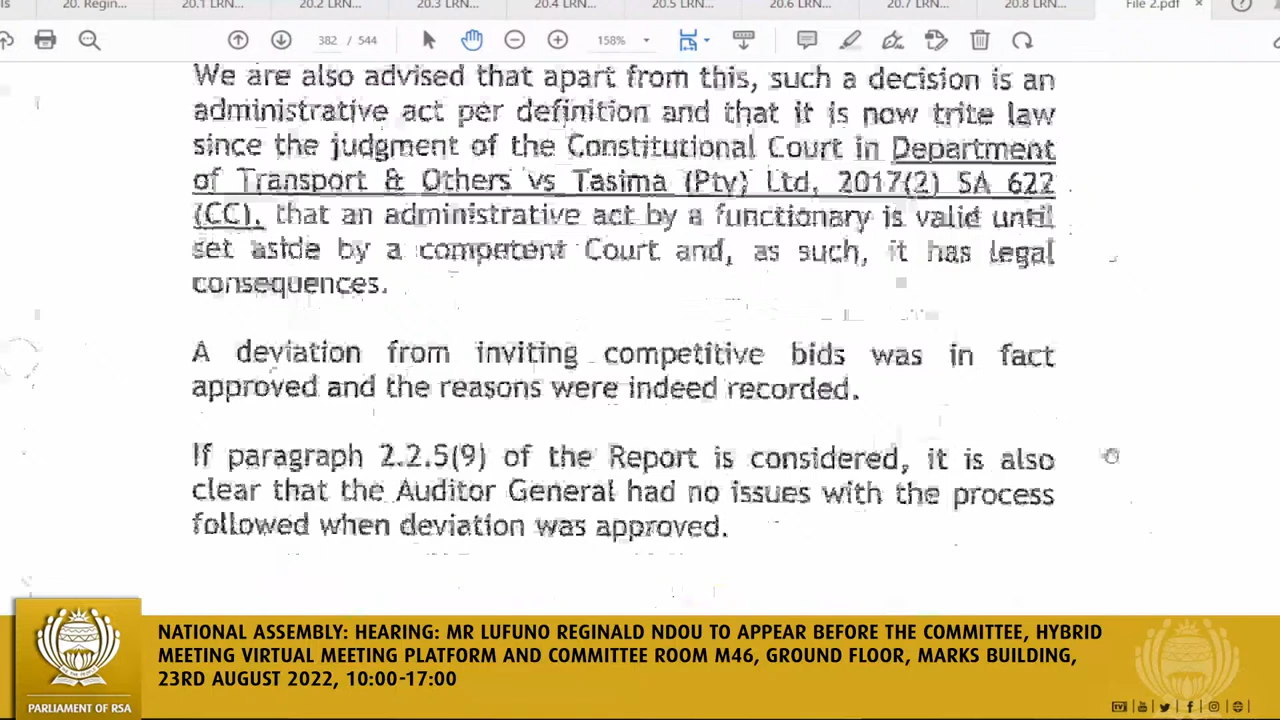 20. Regin...
20.1 LRN...
20.2 LRN...
20.3 LRN...
20.4 LRN...
20.5 LRN...
20.6 LRN...
20.7 LRN...
20.8 LRN...
File 2.pdf
382 / 544
158%
We are also advised that apart from this, such a decision is an
administrative act per definition and that it is now trite law
since the judgment of the Constitutional Court in Department
of Transport & Others vs Tasima (Pty) Ltd, 2017(2) SA 622
(CC), that an administrative act by a functionary is valid until
set aside by a competent Court and, as such, it has legal
consequences.
A deviation from inviting competitive bids was in fact
approved and the reasons were indeed recorded.
If paragraph 2.2.5(9) of the Report is considered, it is also
clear that the Auditor General had no issues with the process
followed when deviation was approved.
NATIONAL ASSEMBLY: HEARING: MR LUFUNO REGINALD NDOU TO APPEAR BEFORE THE COMMITTEE, HYBRID
MEETING VIRTUAL MEETING PLATFORM AND COMMITTEE ROOM M46, GROUND FLOOR, MARKS BUILDING,
23RD AUGUST 2022, 10:00-17:00
PARLIAMENT OF RSA